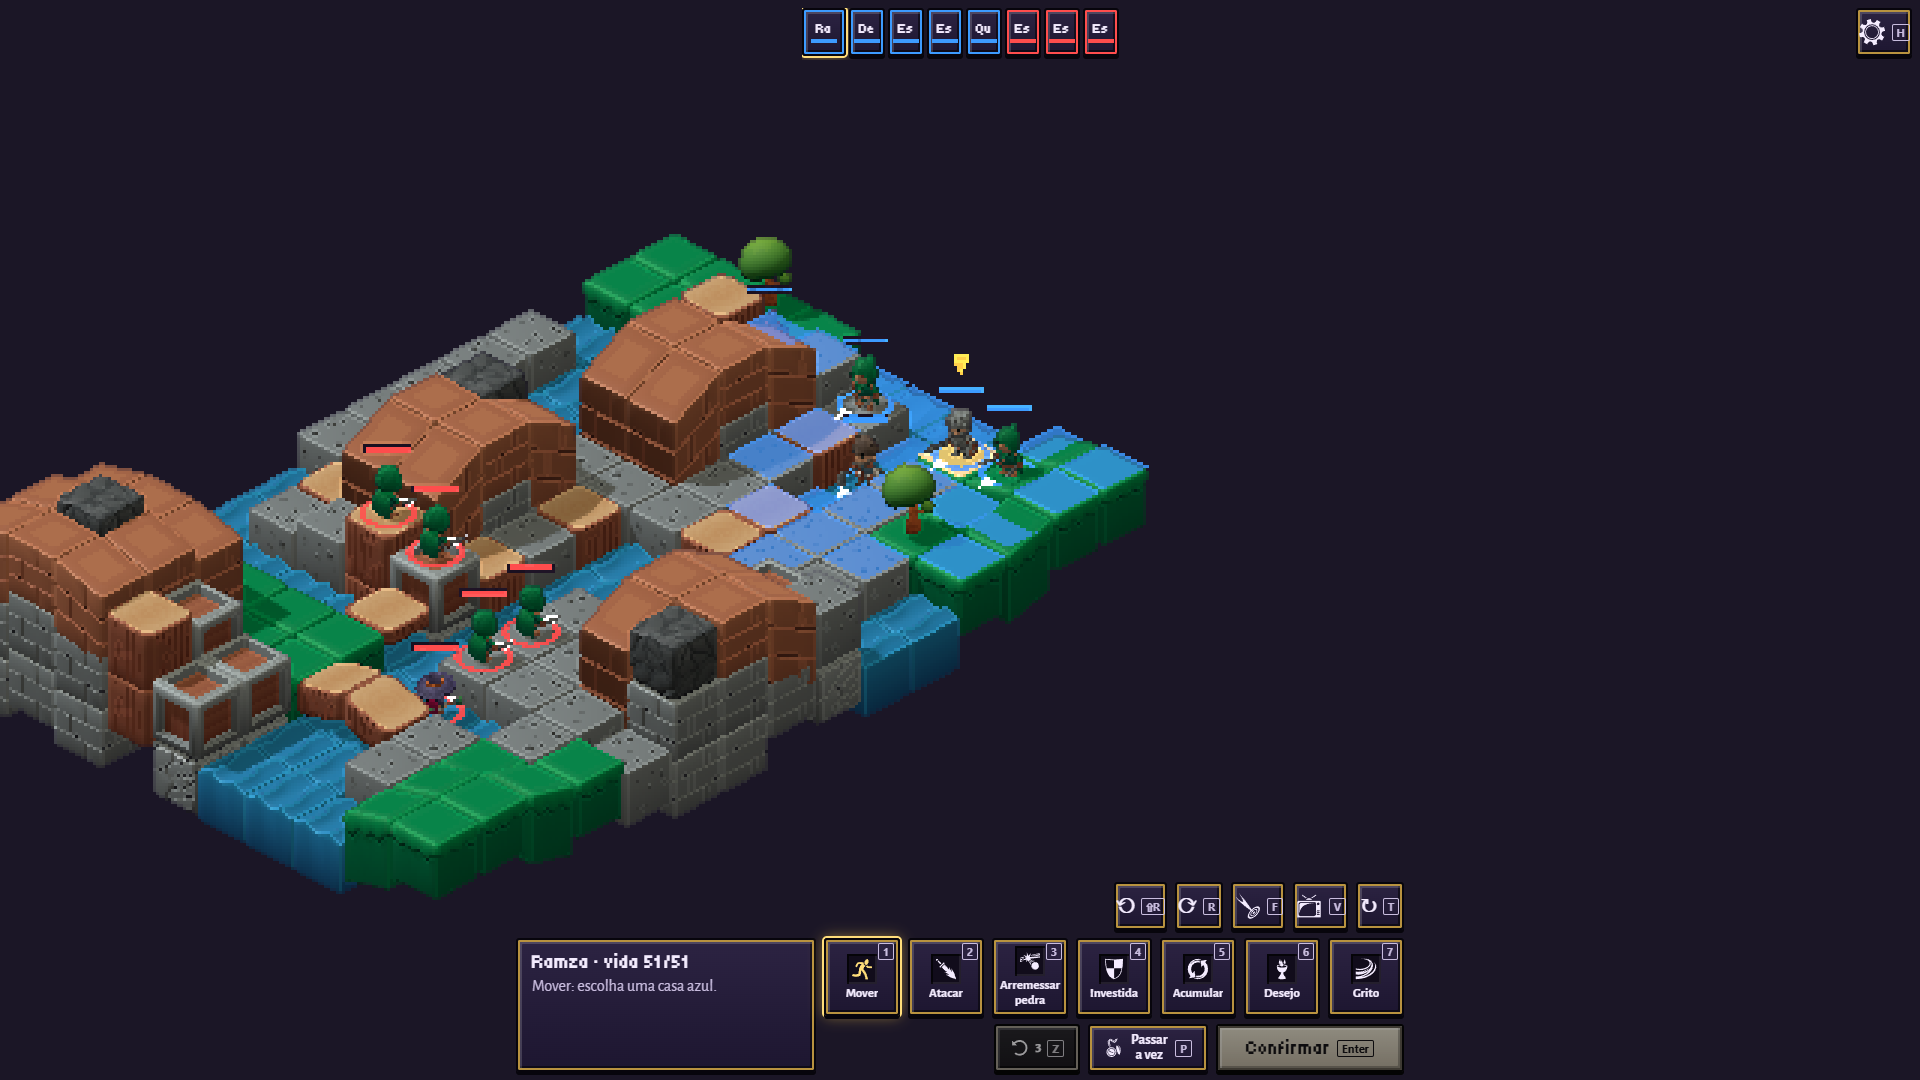 Ra De Es Es Qu Es Es Es
H
⇧R R F V T
Ramza · vida 51/51
Mover: escolha uma casa azul.
1 2 3 4 5 6 7
Mover
Atacar
Arremessar
pedra
Investida
Acumular
Desejo
Grito
3 Z
Passar
a vez P
Confirmar Enter